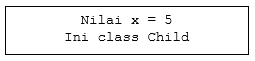 Nilai x = 5
Ini class Child